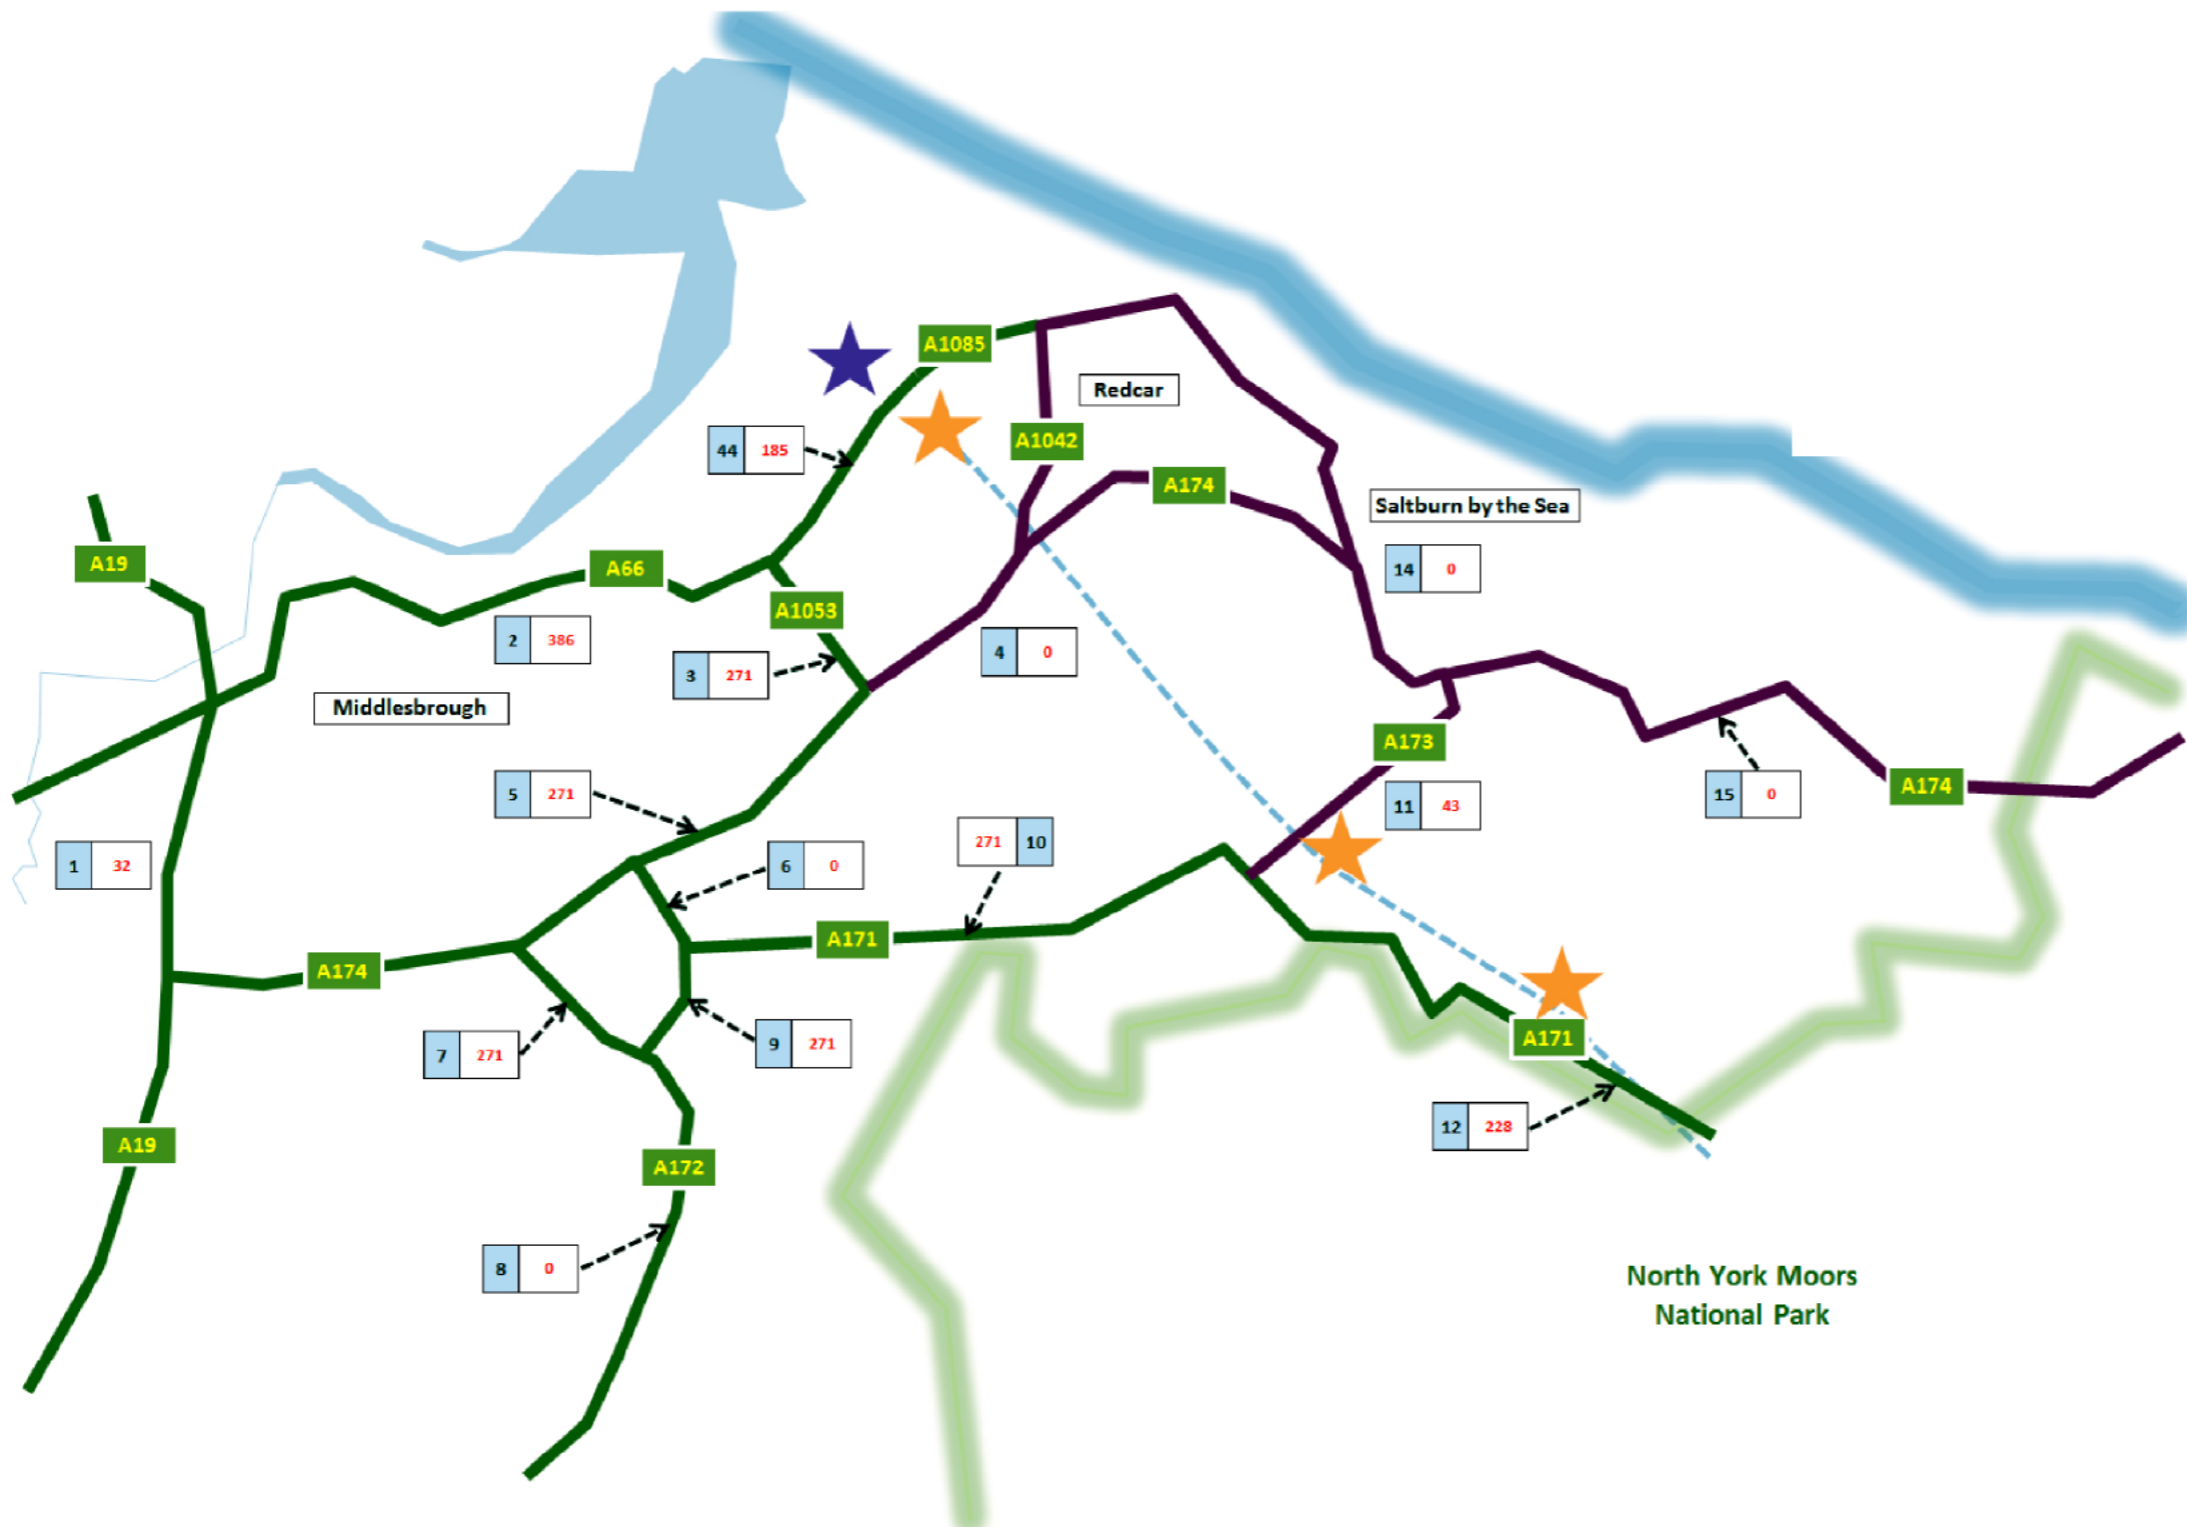 A1085
Redcar
A1042
44 185
A174
Saltburn by the Sea
A19
A66
14 0
A1053
2 386
4 0
3 271
Middlesbrough
A173
5 271
A174
15 0
11 43
271 10
1 32
6 0
A171
A174
A171
7 271
9 271
12 228
A19
A172
8 0
North York Moors
National Park